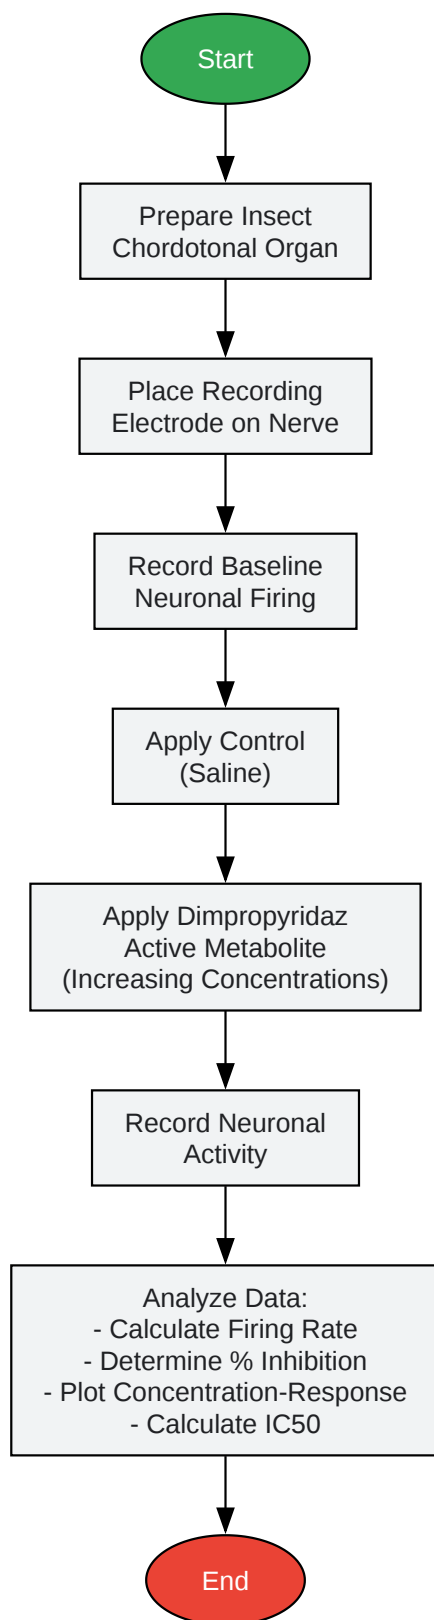 Start
Prepare Insect
Chordotonal Organ
Place Recording
Electrode on Nerve
Record Baseline
Neuronal Firing
Apply Control
(Saline)
Apply Dimpropyridaz
Active Metabolite
(Increasing Concentrations)
Record Neuronal
Activity
Analyze Data:
- Calculate Firing Rate
- Determine % Inhibition
- Plot Concentration-Response
- Calculate IC50
End